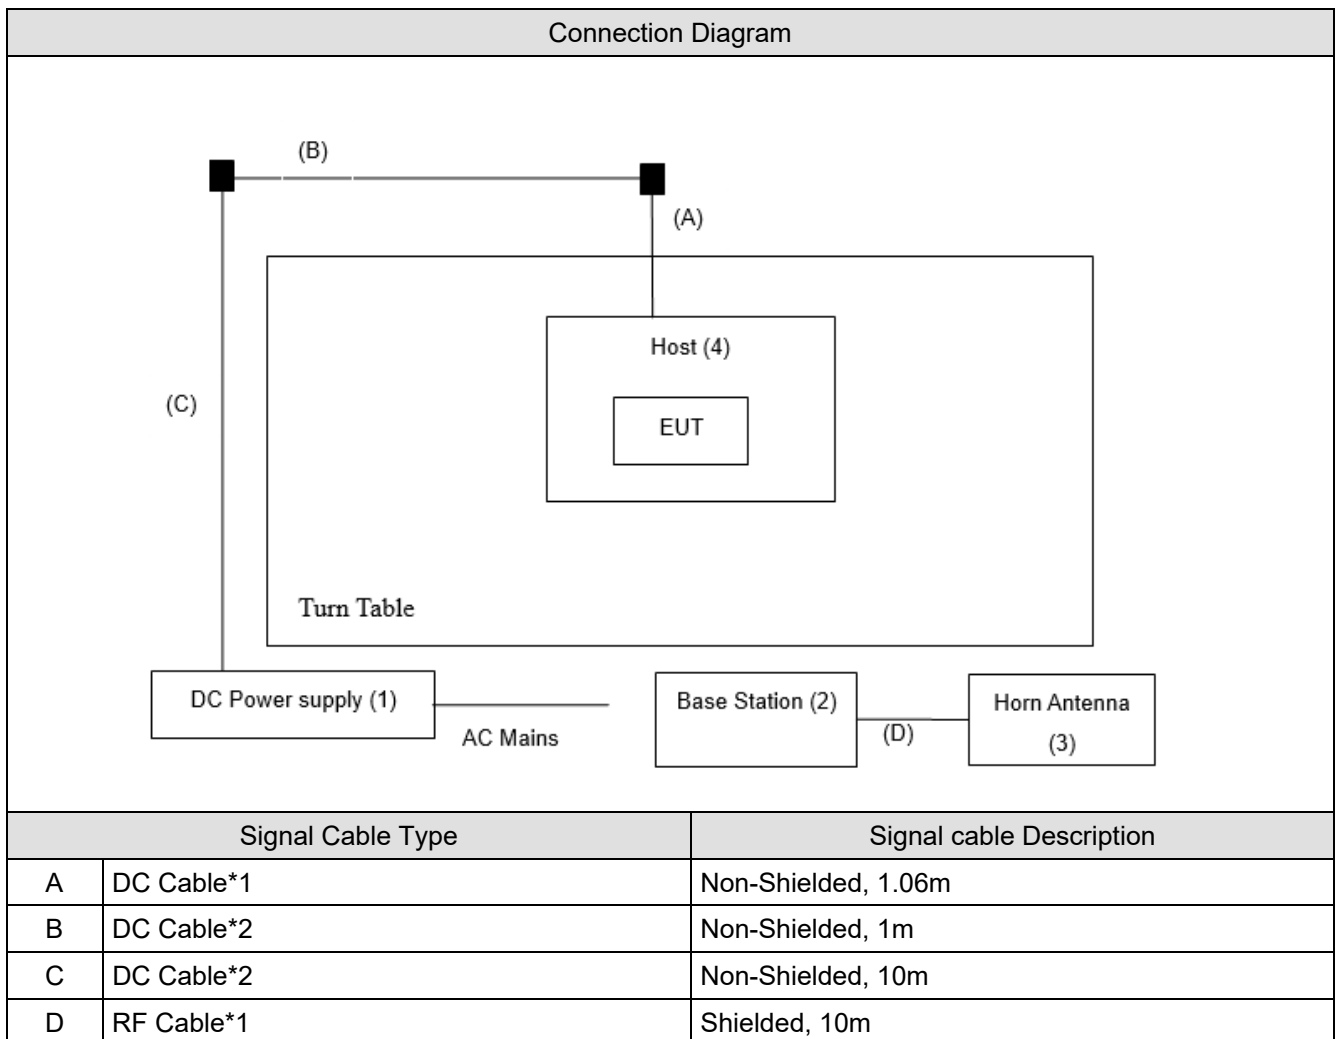 Connection Diagram
(B)
(A)
Host (4)
(C)
EUT
Turn Table
DC Power supply (1)
Base Station (2)
Horn Antenna
(3)
AC Mains
(D)
Signal Cable Type Signal cable Description
A DC Cable*1 Non-Shielded, 1.06m
B DC Cable*2 Non-Shielded, 1m
C DC Cable*2 Non-Shielded, 10m
D RF Cable*1 Shielded, 10m